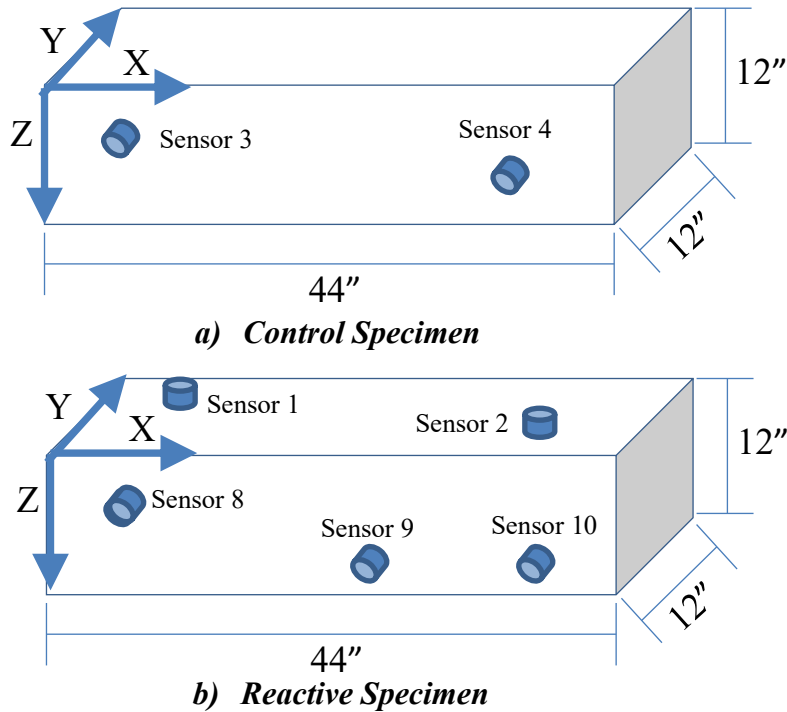 Y
X
12”
Z
Sensor 3
Sensor 4
12”
44”
a) Control Specimen
Y
Sensor 1
X
Sensor 2
12”
Z
Sensor 8
Sensor 9
Sensor 10
12”
44”
b) Reactive Specimen